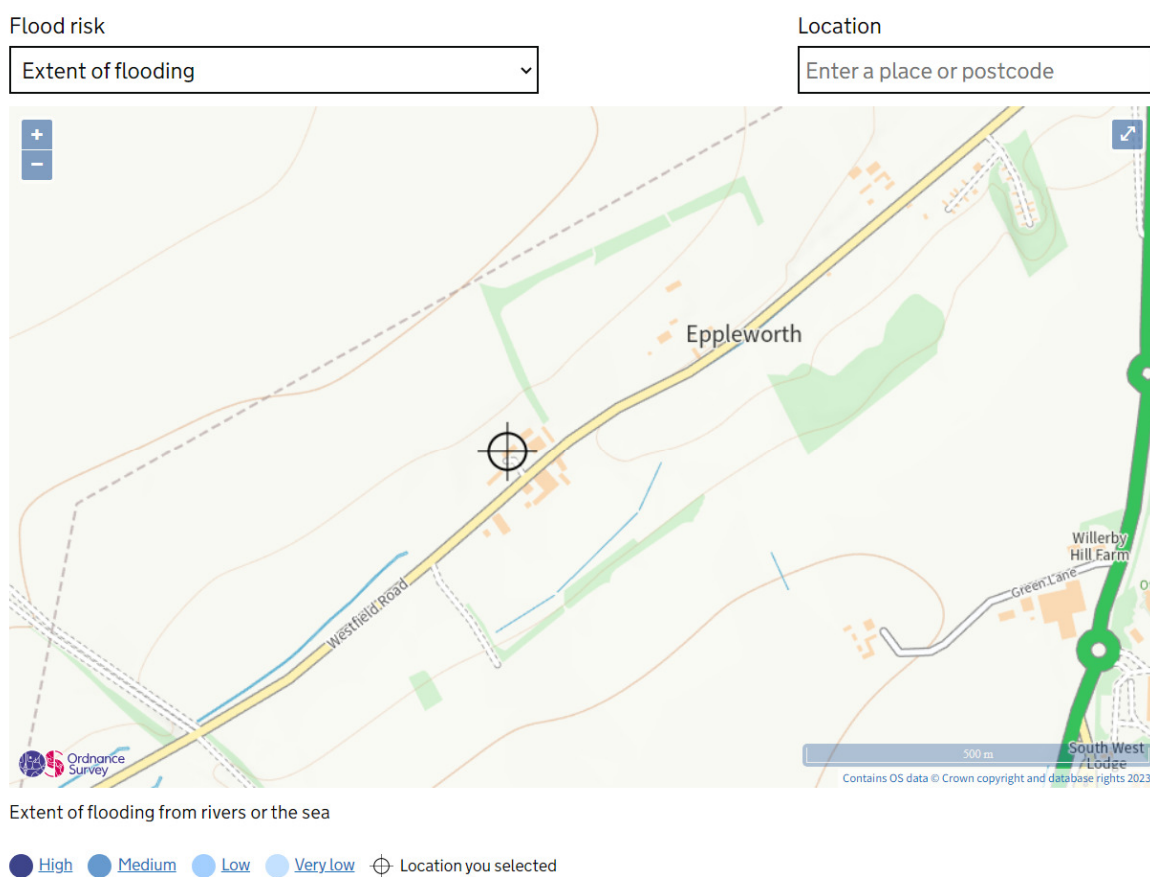 Flood risk
Location
Extent of flooding
Enter a place or postcode
+
−
Eppleworth
Willerby
Hill Farm
Green Lane
Westfield Road
Ordnance
Survey
500 m
South West
Lodge
Contains OS data © Crown copyright and database rights 2023
Extent of flooding from rivers or the sea
High Medium Low Very low Location you selected